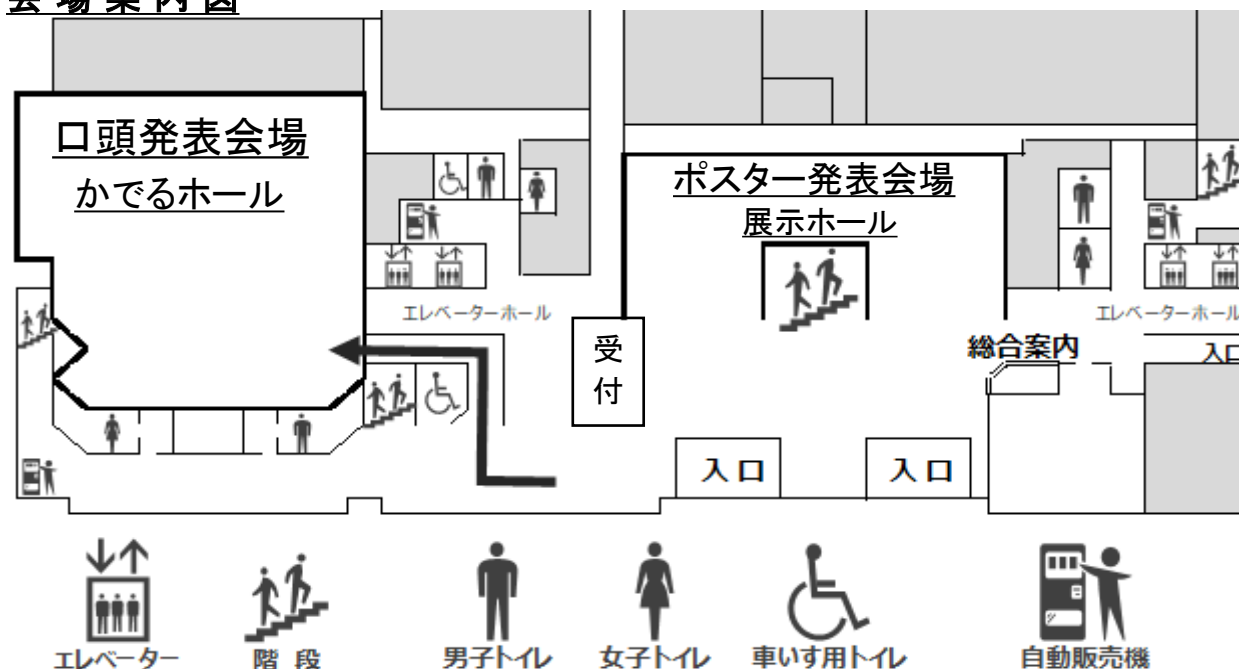 会場案内図
口頭発表会場
かでるホール
ポスター発表会場
展示ホール
エレベーターホール
エレベーターホール
受付
総合案内
入口
入口
入口
エレベーター
階 段
男子トイレ
女子トイレ
車いす用トイレ
自動販売機